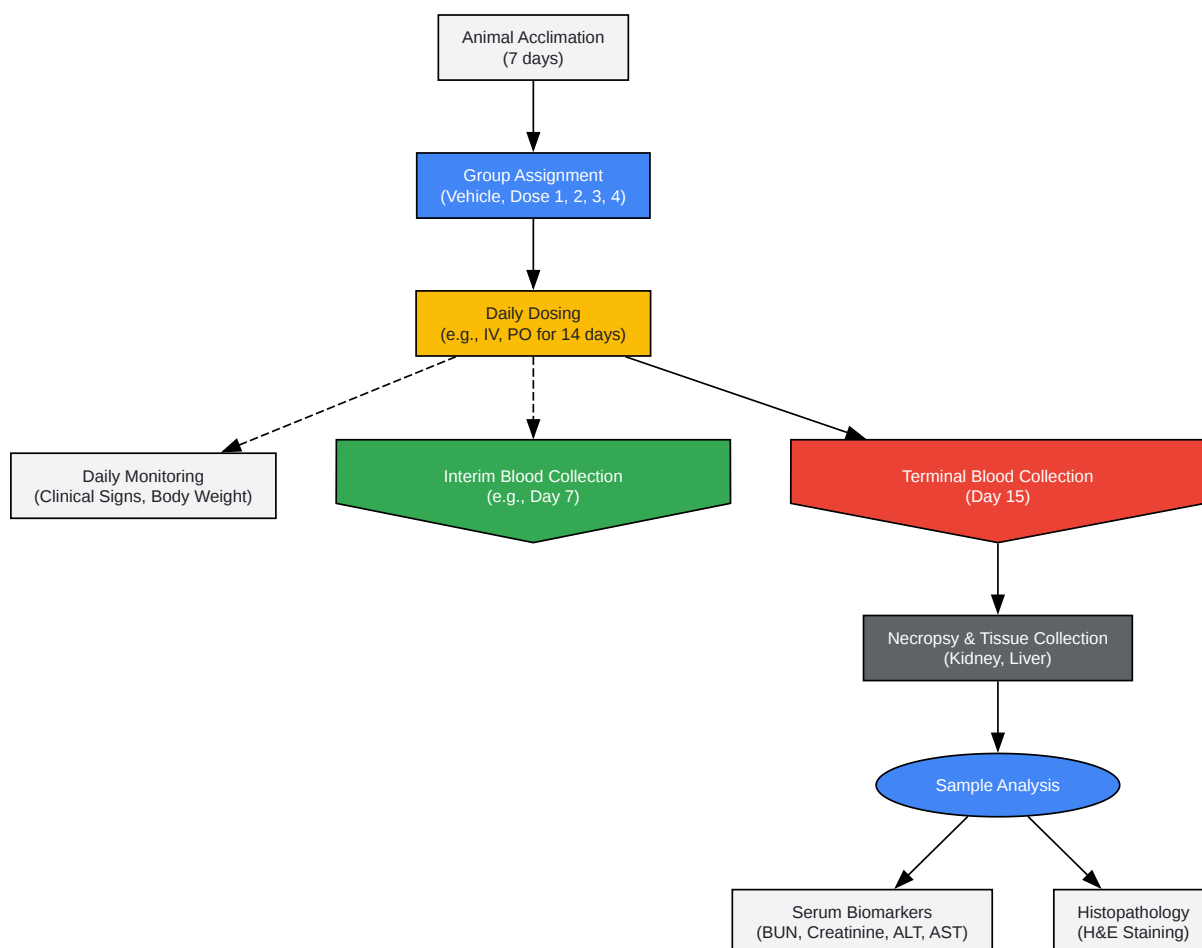 Animal Acclimation
(7 days)
Group Assignment
(Vehicle, Dose 1, 2, 3, 4)
Daily Dosing
(e.g., IV, PO for 14 days)
Daily Monitoring
(Clinical Signs, Body Weight)
Interim Blood Collection
(e.g., Day 7)
Terminal Blood Collection
(Day 15)
Necropsy & Tissue Collection
(Kidney, Liver)
Sample Analysis
Serum Biomarkers
(BUN, Creatinine, ALT, AST)
Histopathology
(H&E Staining)